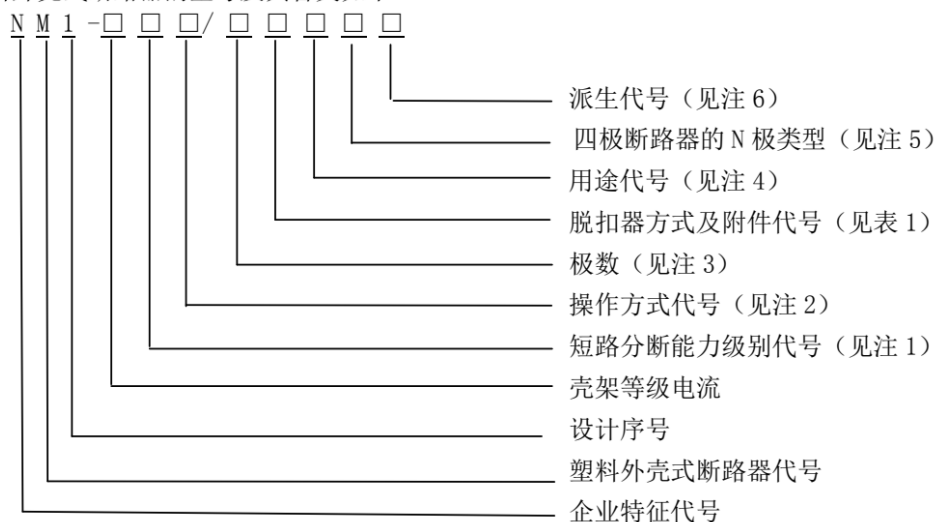 NM1-□□□/□□□□□
派生代号（见注6）
四极断路器的N极类型（见注5）
用途代号（见注4）
脱扣器方式及附件代号（见表1）
极数（见注3）
操作方式代号（见注2）
短路分断能力级别代号（见注1）
壳架等级电流
设计序号
塑料外壳式断路器代号
企业特征代号